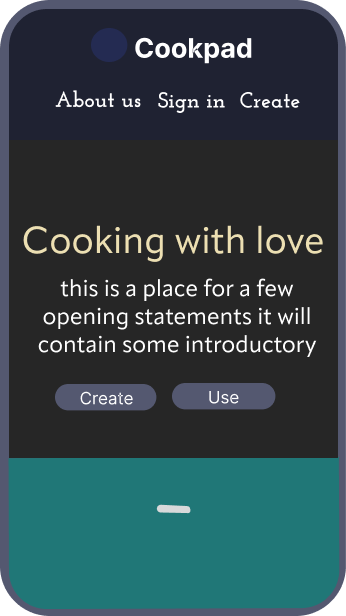 Cookpad
About us Sign in Create
Cooking with love
this is a place for a few
opening statements it will
contain some introductory
Create Use